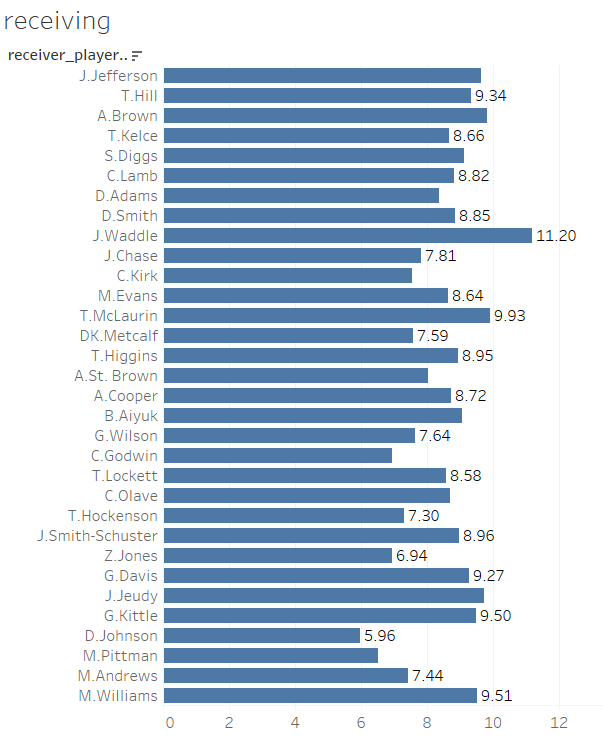 receiving
receiver_player..
J.Jefferson
T.Hill 9.34
A.Brown
T.Kelce 8.66
S.Diggs
C.Lamb 8.82
D.Adams
D.Smith 8.85
J.Waddle 11.20
J.Chase 7.81
C.Kirk
M.Evans 8.64
T.McLaurin 9.93
DK.Metcalf 7.59
T.Higgins 8.95
A.St. Brown
A.Cooper 8.72
B.Aiyuk
G.Wilson 7.64
C.Godwin
T.Lockett 8.58
C.Olave
T.Hockenson 7.30
J.Smith-Schuster 8.96
Z.Jones 6.94
G.Davis 9.27
J.Jeudy
G.Kittle 9.50
D.Johnson 5.96
M.Pittman
M.Andrews 7.44
M.Williams 9.51
0 2 4 6 8 10 12